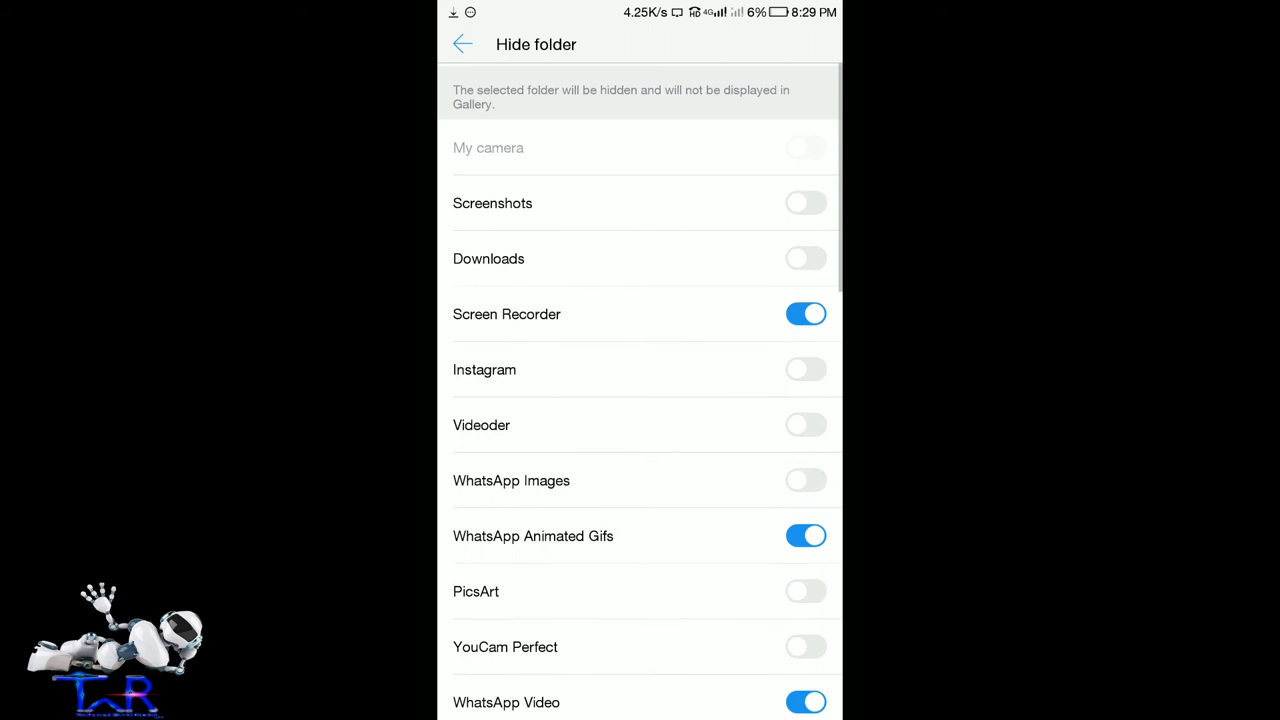 4.25K/s HD 4G 6% 8:29 PM
Hide folder
The selected folder will be hidden and will not be displayed in
Gallery.
My camera
Screenshots
Downloads
Screen Recorder
Instagram
Videoder
WhatsApp Images
WhatsApp Animated Gifs
PicsArt
YouCam Perfect
WhatsApp Video
TWR